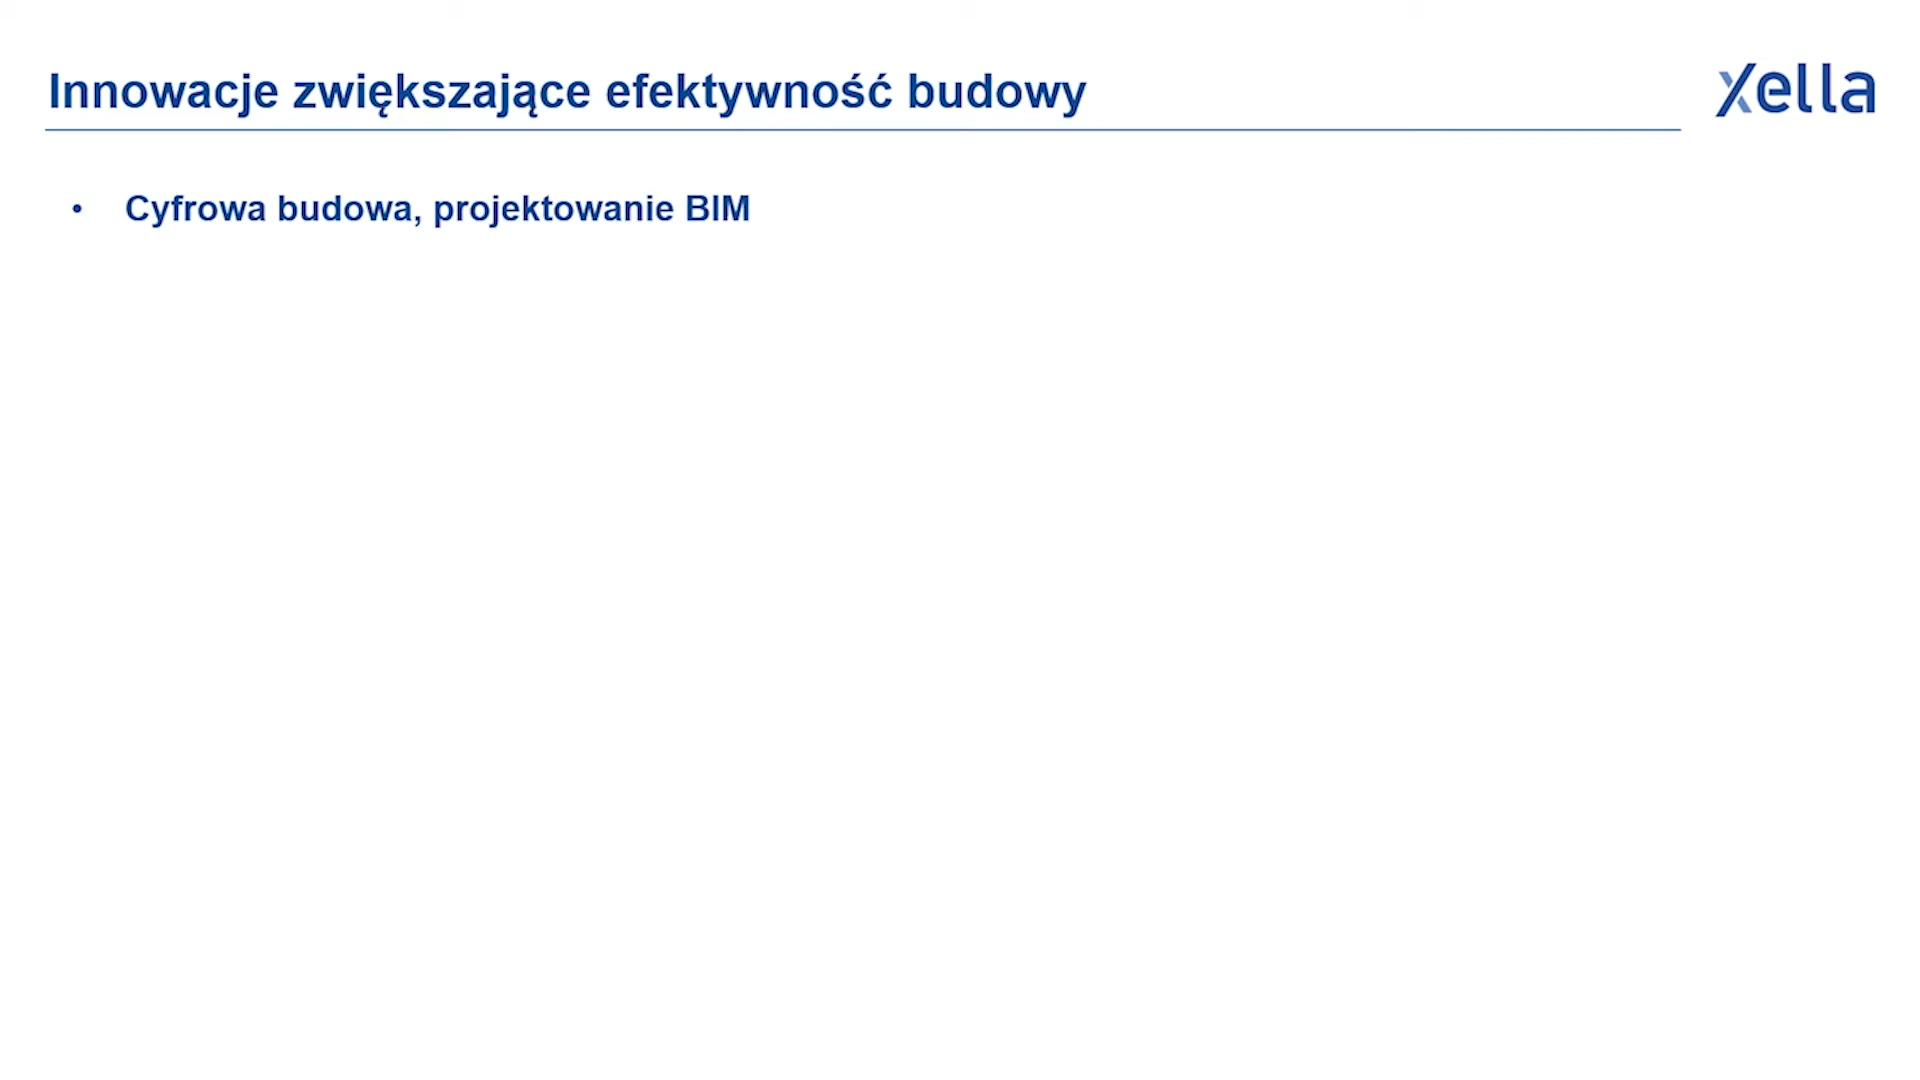 Innowacje zwiększające efektywność budowy
xella
• Cyfrowa budowa, projektowanie BIM